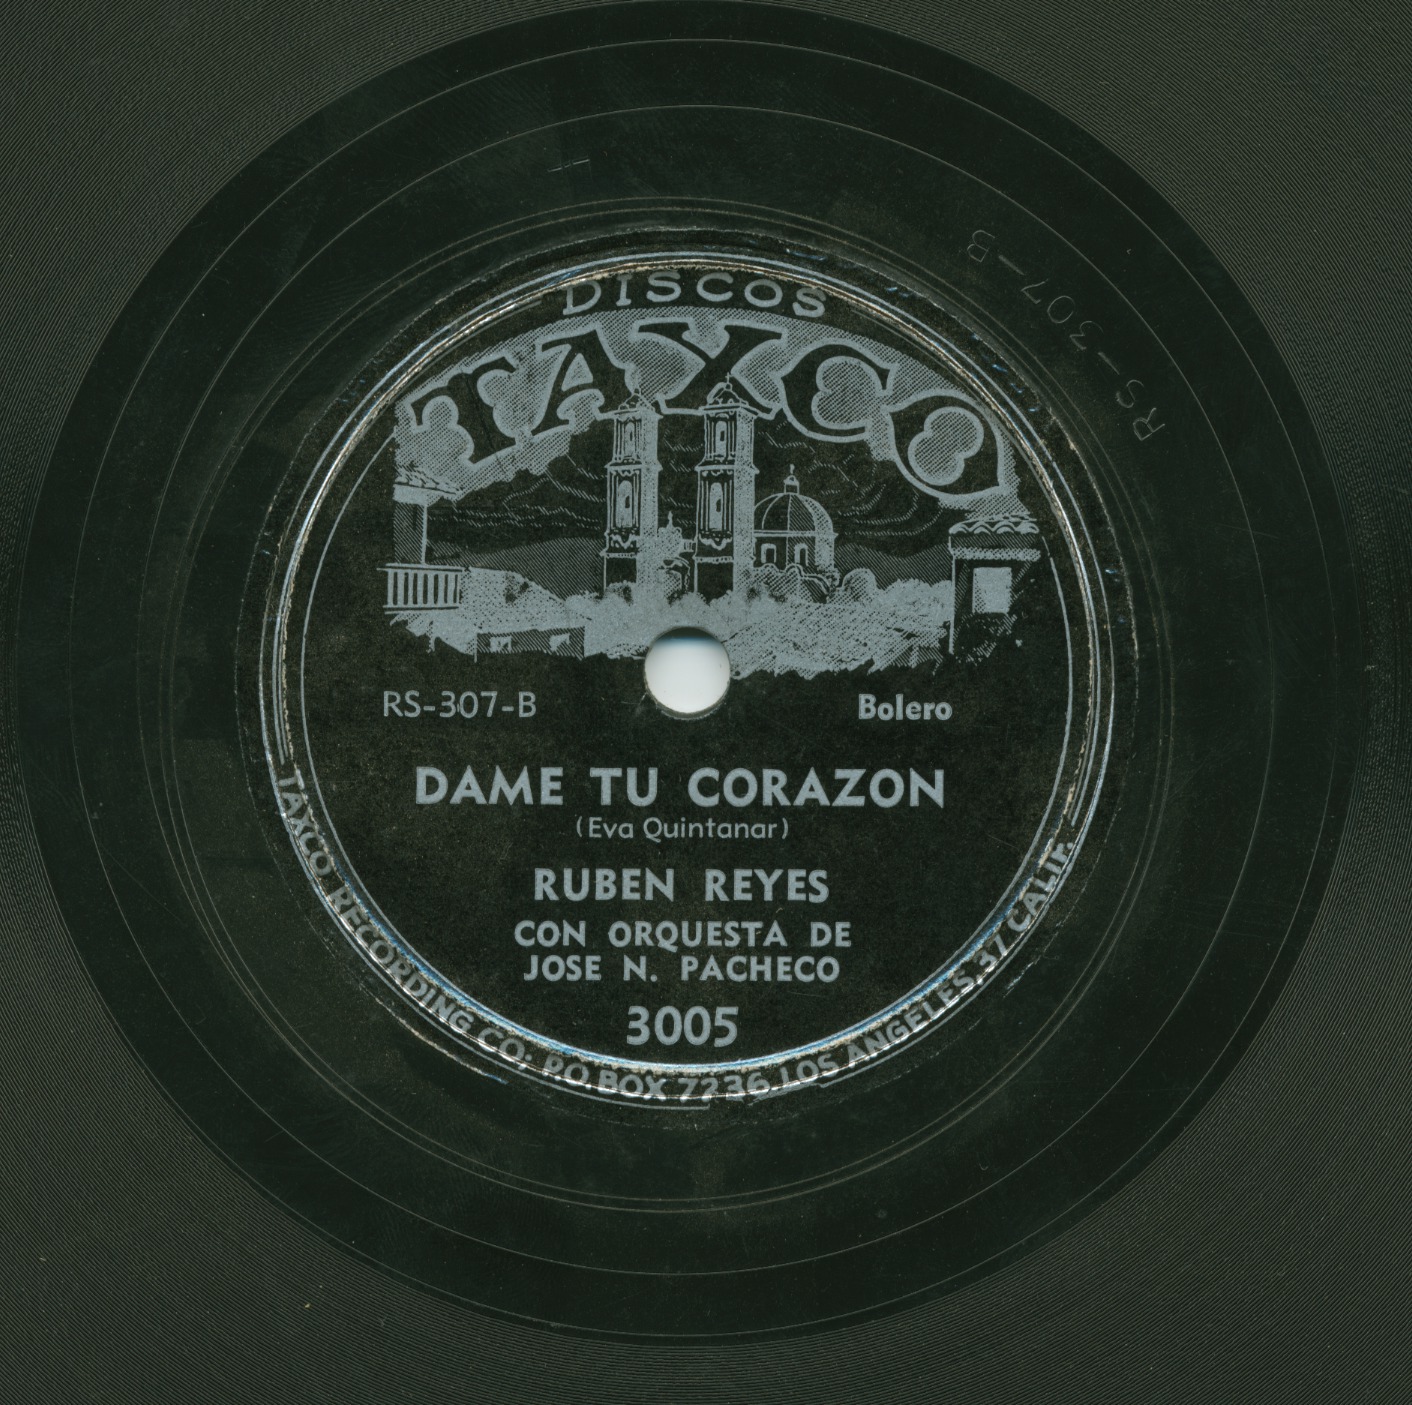 DISCOS
TAXCO
RS-307-B
Bolero
DAME TU CORAZON
(Eva Quintanar)
RUBEN REYES
CON ORQUESTA DE
JOSE N. PACHECO
3005
TAXCO RECORDING CO; P.O. BOX 7236, LOS ANGELES, 37 CALIF.
RS-307-B